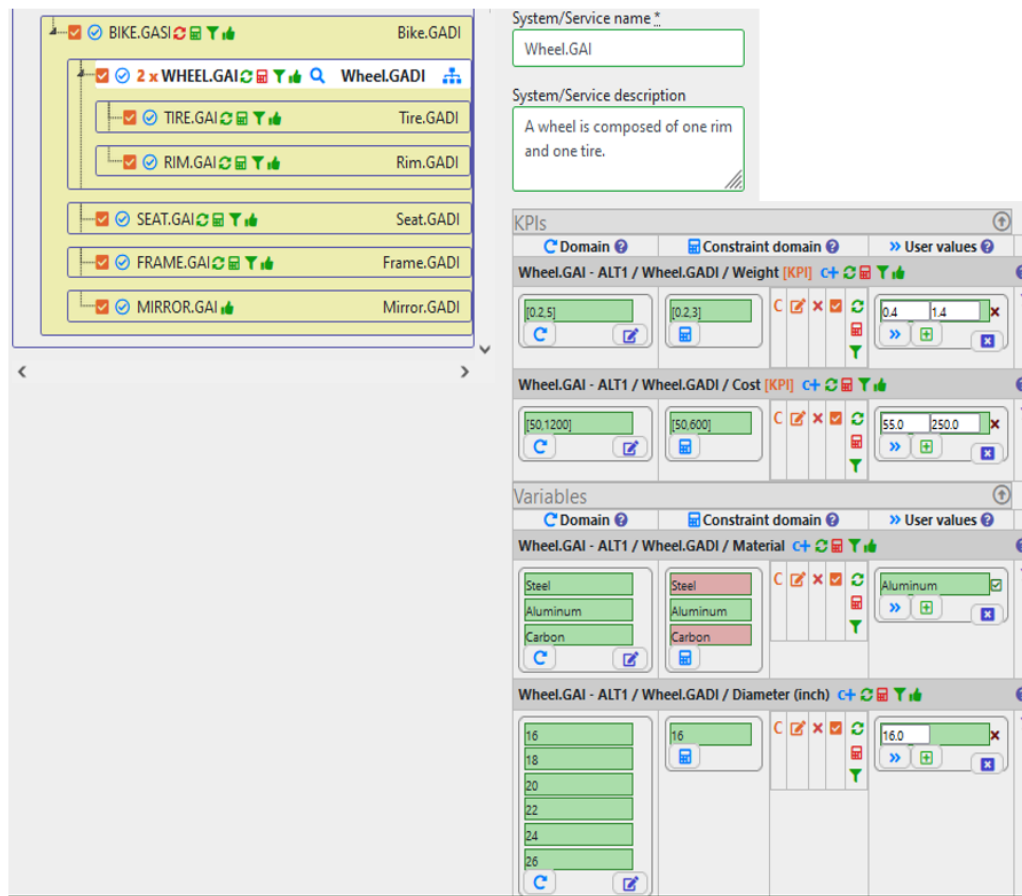 BIKE.GASI Bike.GADI
2 x WHEEL.GAI Wheel.GADI
TIRE.GAI Tire.GADI
RIM.GAI Rim.GADI
SEAT.GAI Seat.GADI
FRAME.GAI Frame.GADI
MIRROR.GAI Mirror.GADI
System/Service name *
Wheel.GAI
System/Service description
A wheel is composed of one rim
and one tire.
KPIs
Domain Constraint domain User values
Wheel.GAI - ALT1 / Wheel.GADI / Weight [KPI] C+
[0.2,5] [0.2,3] C 0.4 1.4
Wheel.GAI - ALT1 / Wheel.GADI / Cost [KPI] C+
[50,1200] [50,600] C 55.0 250.0
Variables
Domain Constraint domain User values
Wheel.GAI - ALT1 / Wheel.GADI / Material C+
Steel Steel C Aluminum
Aluminum Aluminum
Carbon Carbon
Wheel.GAI - ALT1 / Wheel.GADI / Diameter (inch) C+
16 16 C 16.0
18
20
22
24
26